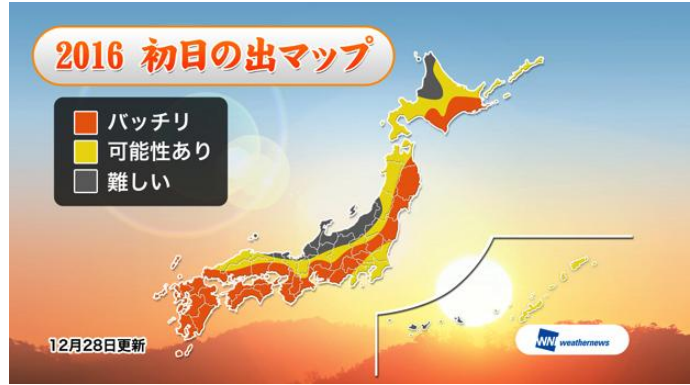 2016 初日の出マップ
バッチリ
可能性あり
難しい
12月28日更新
WNI weathernews